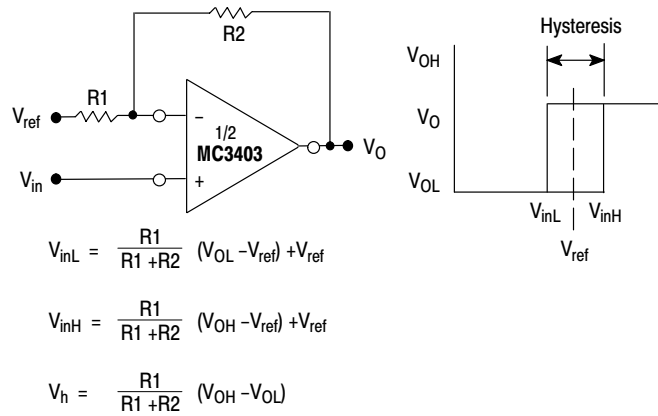 R2
Hysteresis
R1
VOH
Vref
−
1/2
MC3403
VO
VO
Vin
+
VOL
VinL
VinH
Vref
VinL = R1 / R1 +R2 (VOL –Vref) +Vref
VinH = R1 / R1 +R2 (VOH –Vref) +Vref
Vh = R1 / R1 +R2 (VOH –VOL)